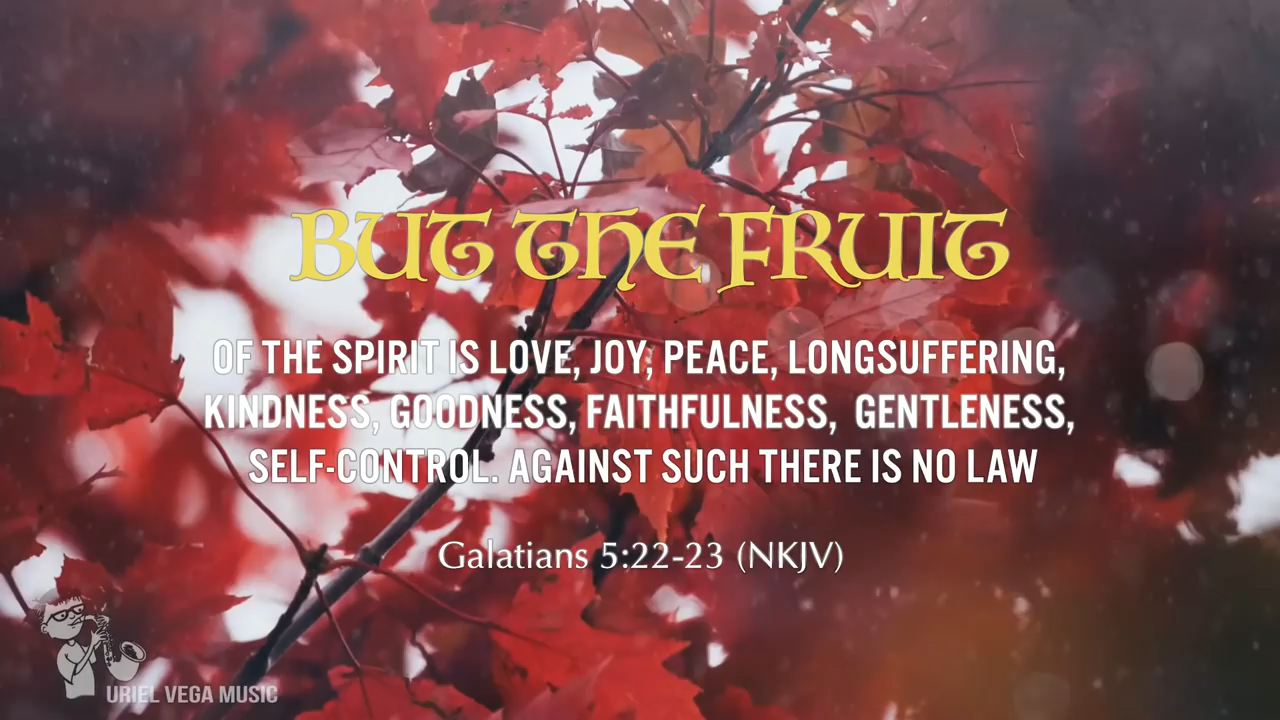 BUT THE FRUIT
OF THE SPIRIT IS LOVE, JOY, PEACE, LONGSUFFERING,
KINDNESS, GOODNESS, FAITHFULNESS, GENTLENESS,
SELF-CONTROL. AGAINST SUCH THERE IS NO LAW
Galatians 5:22-23 (NKJV)
URIEL VEGA MUSIC